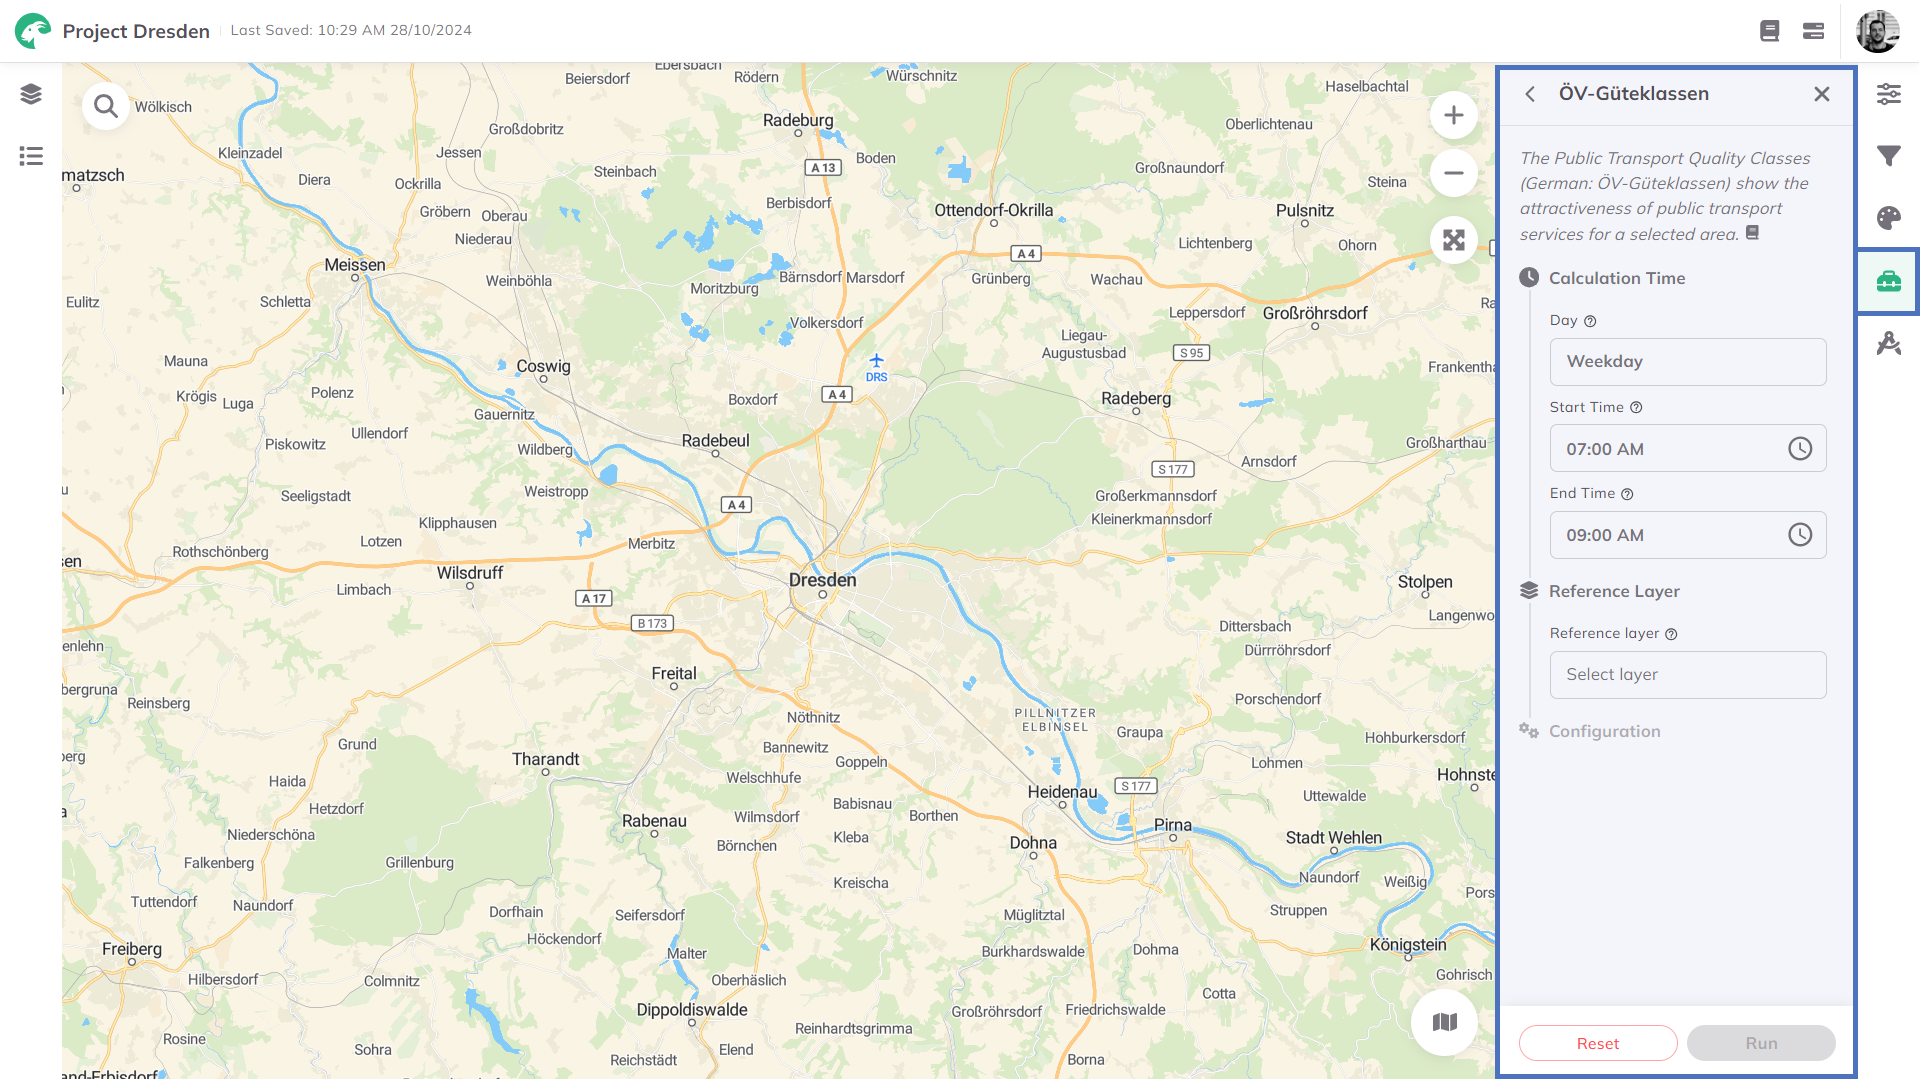 Project Dresden
Last Saved: 10:29 AM 28/10/2024
Ebersbach
Rödern
Würschnitz
Beiersdorf
Haselbachtal
Wölkisch
Radeburg
Großdobritz
Oberlichtenau
Kleinzadel
Jessen
Boden
A 13
Großnaundorf
matzsch
Diera
Ockrilla
Steinbach
Steina
Berbisdorf
Gröbern
Oberau
Ottendorf-Okrilla
Pulsnitz
Niederau
Lichtenberg
Ohorn
A 4
Meissen
Weinböhla
Bärnsdorf
Marsdorf
Grünberg
Wachau
Moritzburg
Eulitz
Schletta
Ra
Leppersdorf
Großröhrsdorf
Volkersdorf
Liegau-
Augustusbad
S 95
Mauna
Coswig
DRS
Frankentha
Krögis
Luga
Polenz
Boxdorf
A 4
Radeberg
Gauernitz
Ullendorf
Radebeul
Piskowitz
Wildberg
Großharthau
Arnsdorf
S 177
Weistropp
Seeligstadt
Großerkmannsdorf
A 4
Kleinerkmannsdorf
Klipphausen
Lotzen
Merbitz
Rothschönberg
sen
Wilsdruff
Dresden
Stolpen
Limbach
A 17
Langenwo
B 173
Dittersbach
enlehn
Dürrröhrsdorf
Freital
bergruna
Reinsberg
Porschendorf
Nöthnitz
PILLNITZER
ELBINSEL
Graupa
Hohburkersdorf
Grund
Bannewitz
perg
Tharandt
Goppeln
Lohmen
Welschhufe
Hohnste
Haida
Heidenau
S 177
Uttewalde
Hetzdorf
Babisnau
a
Rabenau
Wilmsdorf
Borthen
Pirna
Niederschöna
Kleba
Dohna
Stadt Wehlen
Börnchen
Falkenberg
Grillenburg
Naundorf
Weißig
Kreischa
Pors
Tuttendorf
Naundorf
Dorfhain
Seifersdorf
Müglitztal
Struppen
Freiberg
Höckendorf
Malter
Burkhardswalde
Dohma
Königstein
Hilbersdorf
Colmnitz
Oberhäslich
Gohrisch
Cotta
Dippoldiswalde
Großröhrsdorf
Friedrichswalde
Reinhardtsgrimma
Rosine
Sohra
Elend
Reichstädt
Borna
and-Erbisdorf
ÖV-Güteklassen
The Public Transport Quality Classes
(German: ÖV-Güteklassen) show the
attractiveness of public transport
services for a selected area.
Calculation Time
Day
Weekday
Start Time
07:00 AM
End Time
09:00 AM
Reference Layer
Reference layer
Select layer
Configuration
Reset
Run